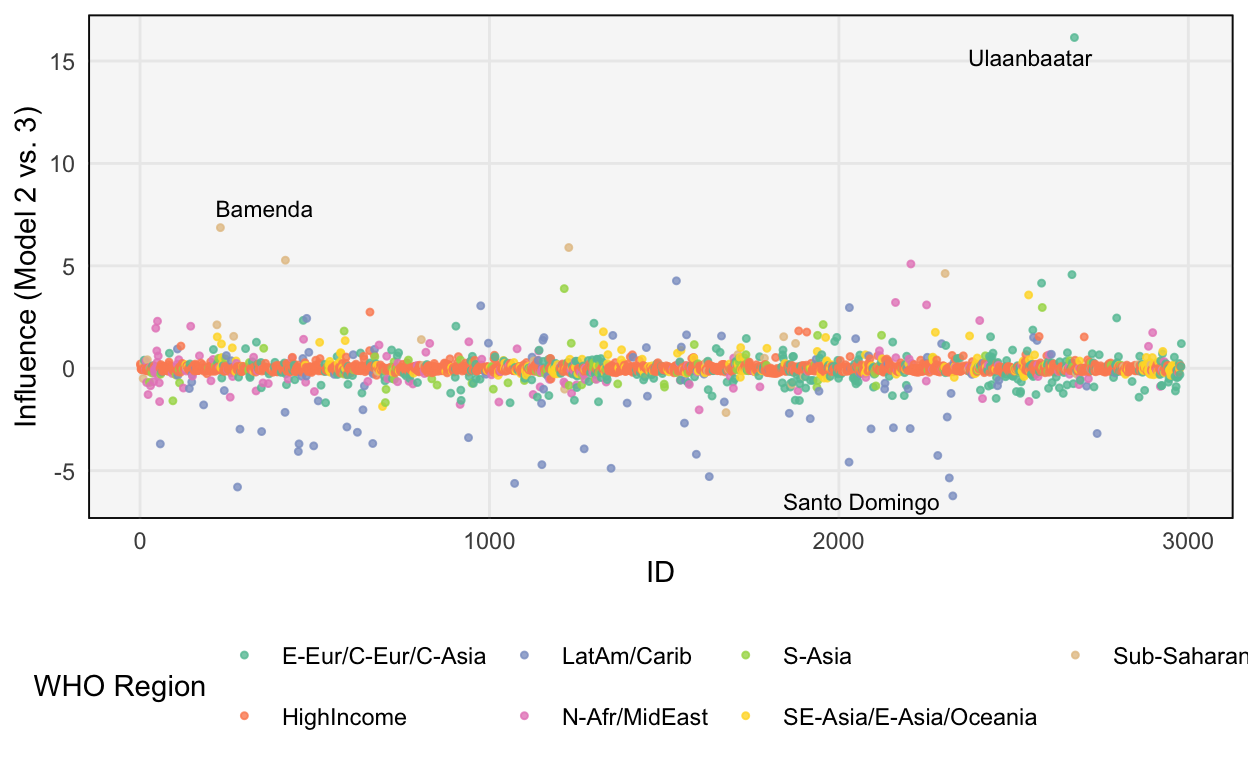 Influence (Model 2 vs. 3)
15
10
5
0
-5
Ulaanbaatar
Bamenda
Santo Domingo
0 1000 2000 3000
ID
WHO Region
E-Eur/C-Eur/C-Asia LatAm/Carib S-Asia Sub-Saharan
HighIncome N-Afr/MidEast SE-Asia/E-Asia/Oceania